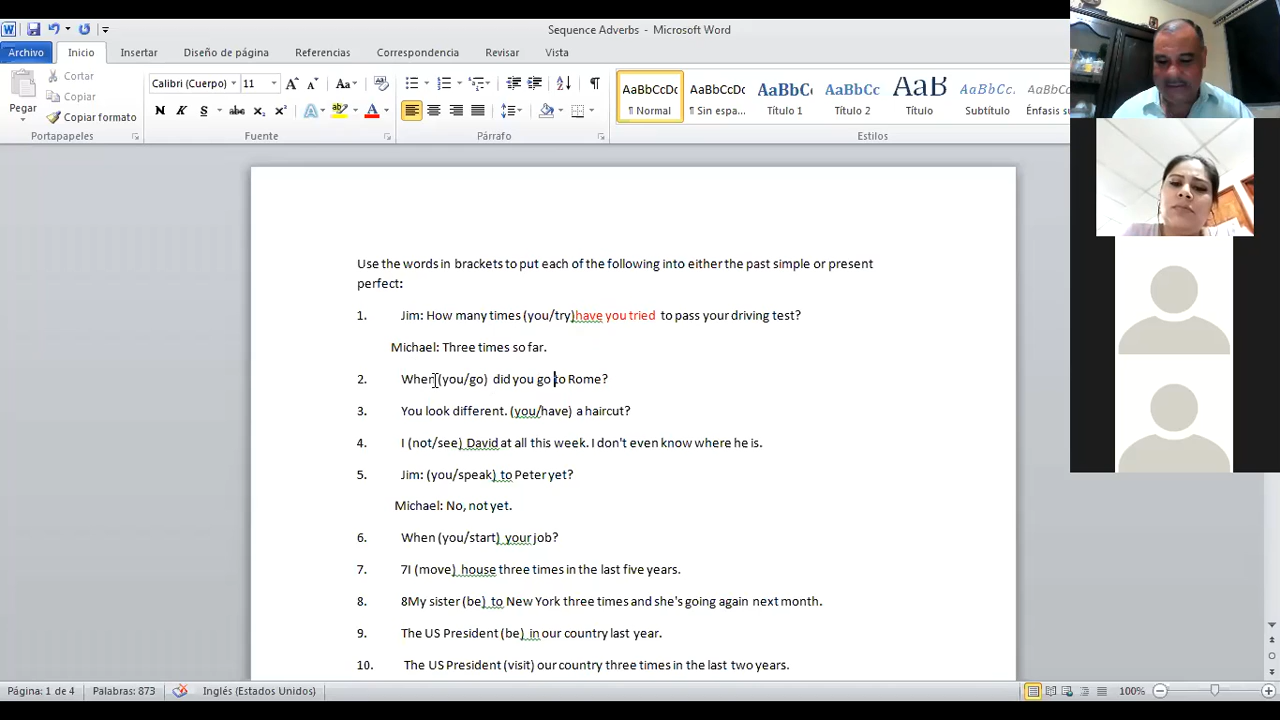 Sequence Adverbs - Microsoft Word
Archivo Inicio Insertar Diseño de página Referencias Correspondencia Revisar Vista
Pegar
Cortar
Copiar
Copiar formato
Portapapeles
Calibri (Cuerpo) 11
N K S abc x₂ x²
Fuente
Párrafo
AaBbCcDc AaBbCcDc AaBbC AaBbCc AaB AaBbCc
¶ Normal ¶ Sin espa... Título 1 Título 2 Título Subtítulo Énfasis su
Estilos
Use the words in brackets to put each of the following into either the past simple or present
perfect:
1. Jim: How many times (you/try)have you tried to pass your driving test?
Michael: Three times so far.
2. When (you/go) did you go to Rome?
3. You look different. (you/have) a haircut?
4. I (not/see) David at all this week. I don't even know where he is.
5. Jim: (you/speak) to Peter yet?
Michael: No, not yet.
6. When (you/start) your job?
7. 7I (move) house three times in the last five years.
8. 8My sister (be) to New York three times and she's going again next month.
9. The US President (be) in our country last year.
10. The US President (visit) our country three times in the last two years.
Página: 1 de 4 Palabras: 873 Inglés (Estados Unidos) 100%